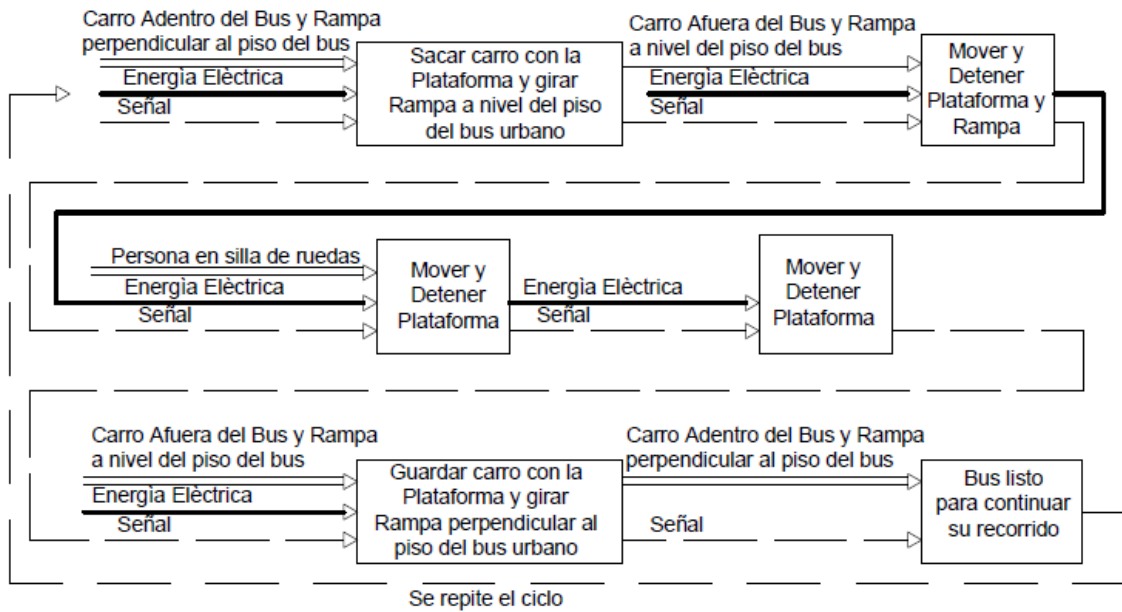 Carro Adentro del Bus y Rampa
perpendicular al piso del bus
Energìa Elèctrica
Señal
Sacar carro con la
Plataforma y girar
Rampa a nivel del piso
del bus urbano
Carro Afuera del Bus y Rampa
a nivel del piso del bus
Energìa Elèctrica
Señal
Mover y
Detener
Plataforma y
Rampa
Persona en silla de ruedas
Energìa Elèctrica
Señal
Mover y
Detener
Plataforma
Energìa Elèctrica
Señal
Mover y
Detener
Plataforma
Carro Afuera del Bus y Rampa
a nivel del piso del bus
Energìa Elèctrica
Señal
Guardar carro con la
Plataforma y girar
Rampa perpendicular al
piso del bus urbano
Carro Adentro del Bus y Rampa
perpendicular al piso del bus
Señal
Bus listo
para continuar
su recorrido
Se repite el ciclo